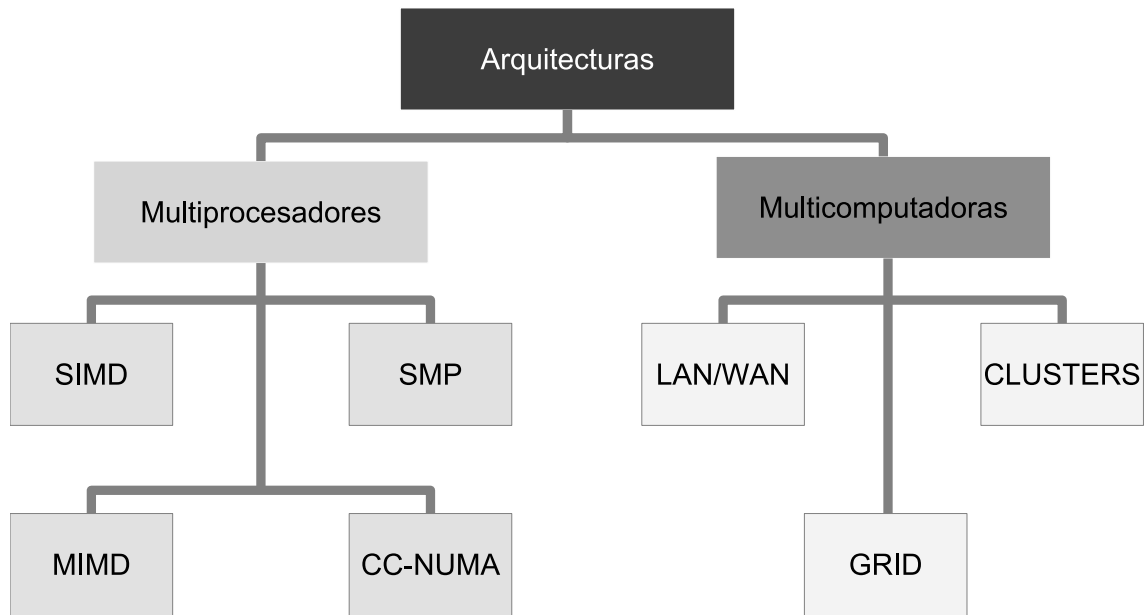 Arquitecturas
Multiprocesadores
Multicomputadoras
SIMD
SMP
LAN/WAN
CLUSTERS
MIMD
CC-NUMA
GRID